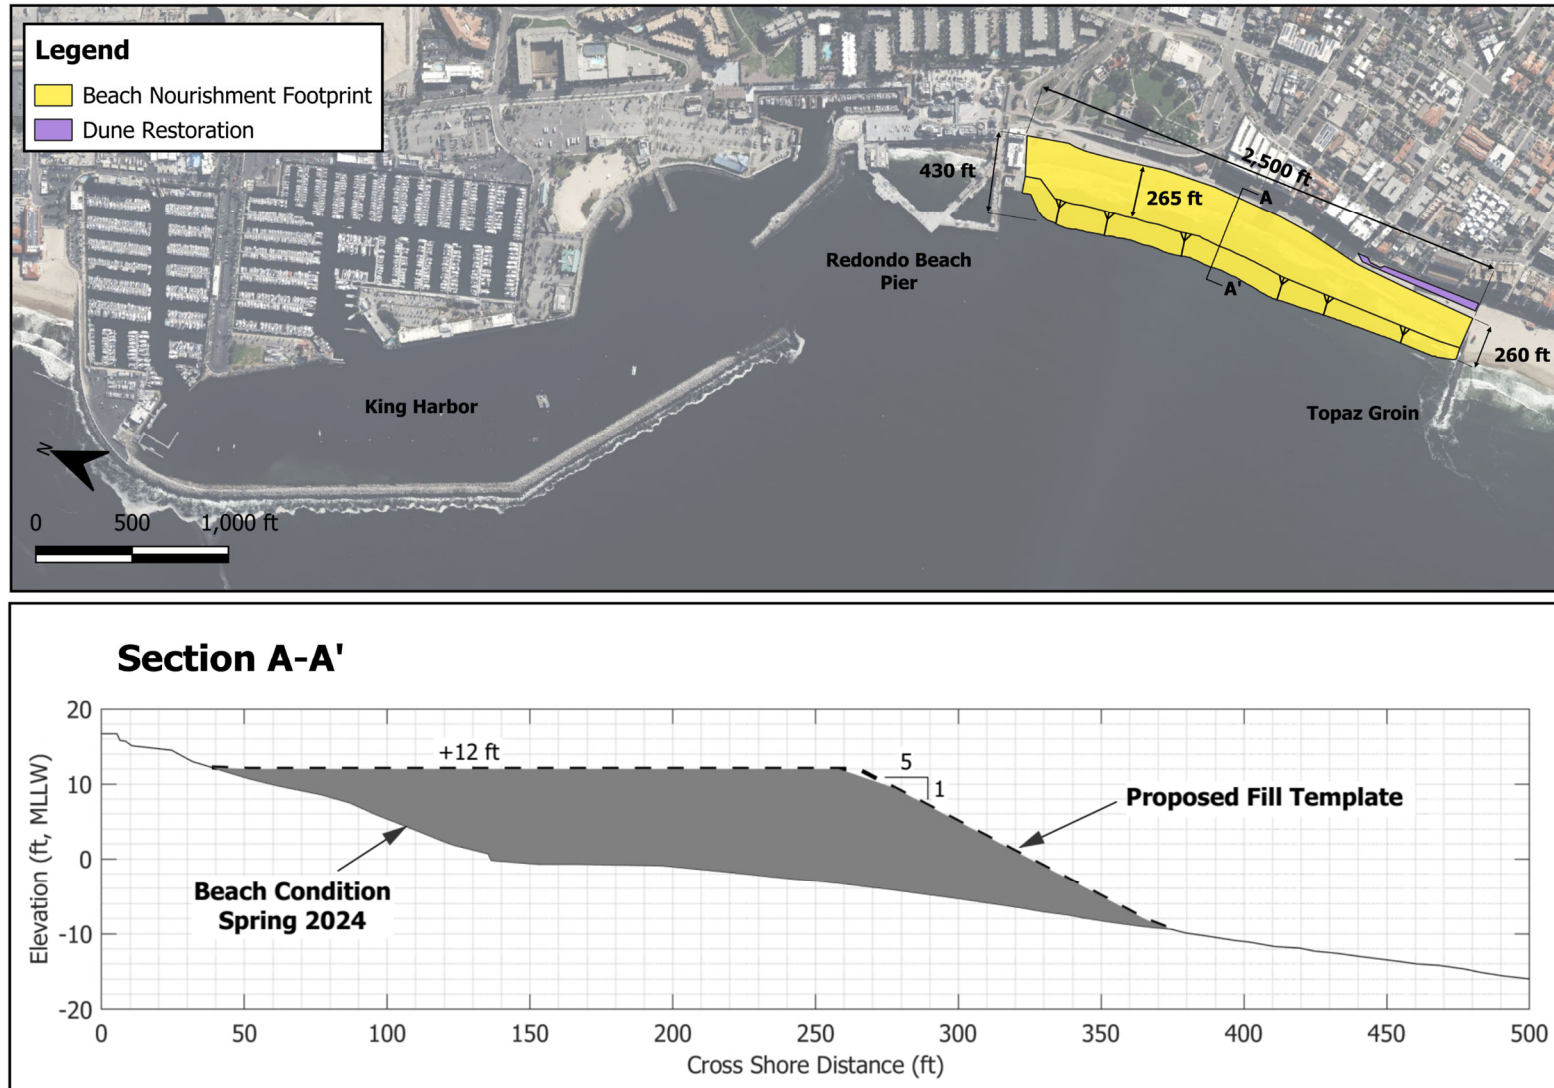 Legend
Beach Nourishment Footprint
Dune Restoration
430 ft
265 ft
2,500 ft
A
A'
260 ft
Redondo Beach
Pier
King Harbor
Topaz Groin
N
0 500 1,000 ft
Section A-A'
+12 ft
5
1
Proposed Fill Template
Beach Condition
Spring 2024
Elevation (ft, MLLW)
20
10
0
-10
-20
0 50 100 150 200 250 300 350 400 450 500
Cross Shore Distance (ft)